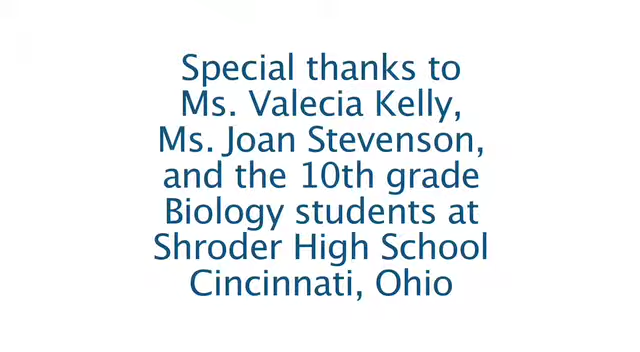 Special thanks to
Ms. Valecia Kelly,
Ms. Joan Stevenson,
and the 10th grade
Biology students at
Shroder High School
Cincinnati, Ohio